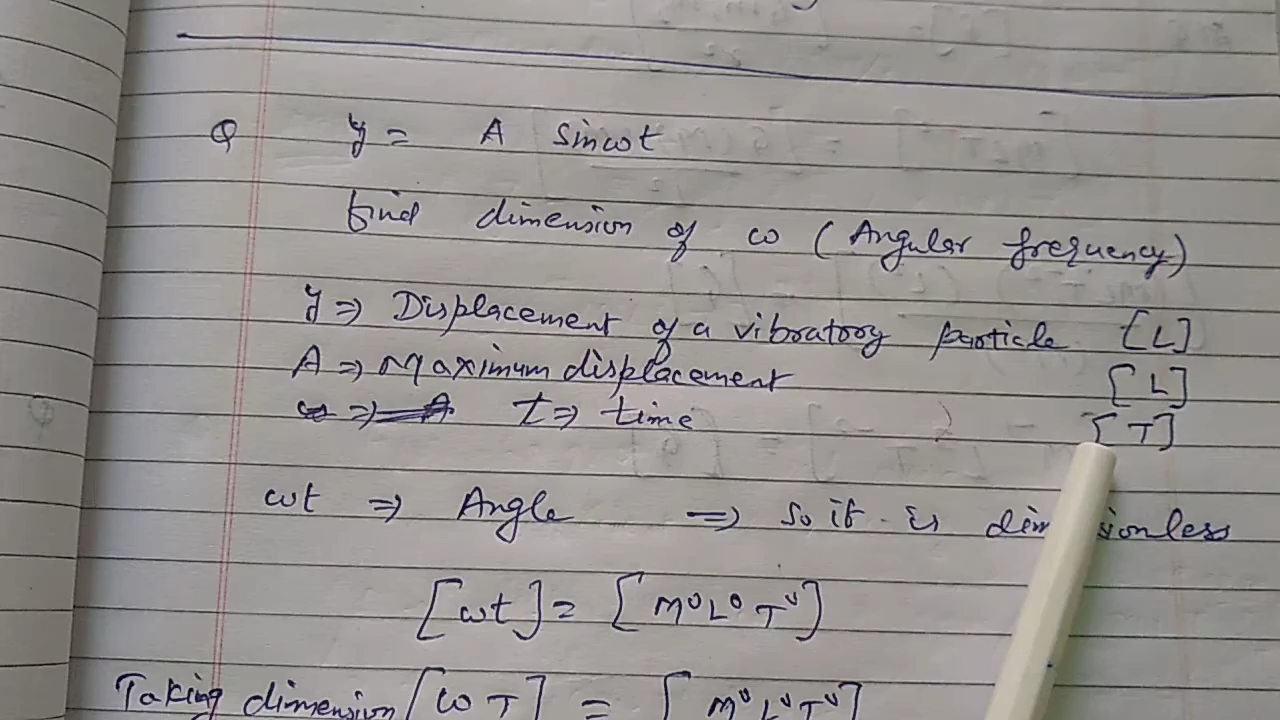 Q y = A sinωt
find dimension of ω (Angular frequency)
y ⇒ Displacement of a vibratory particle [L]
A ⇒ Maximum displacement [L]
t ⇒ time [T]
ωt ⇒ Angle ⇒ so it is dimensionless
[ωt] = [M⁰L⁰T⁰]
Taking dimension [ωT] = [M⁰L⁰T⁰]